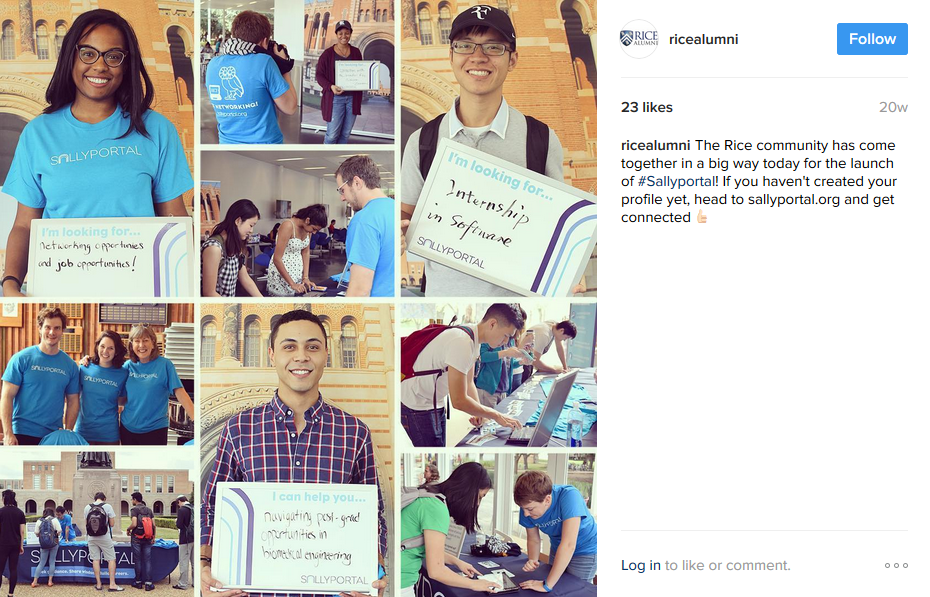 SALLYPORTAL
I'm looking for...
Networking opportunies
and job opportunities!
NETWORKING!
I'm looking for...
Internship
in Software
SALLYPORTAL
SALLYPORTAL
SALLYPORTAL
SALLYPORTAL
I can help you...
navigating post-grad
opportunities in
biomedical engineering
SALLYPORTAL
SALLYPORTAL
RICE
ALUMNI
ricealumni
Follow
23 likes
20w
ricealumni The Rice community has come
together in a big way today for the launch
of #Sallyportal! If you haven't created your
profile yet, head to sallyportal.org and get
connected 👍🏻
Log in to like or comment.